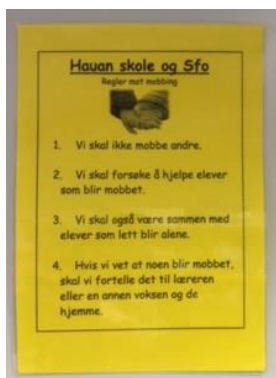 Hauan skole og Sfo
Regler mot mobbing
1. Vi skal ikke mobbe andre.
2. Vi skal forsøke å hjelpe elever
som blir mobbet.
3. Vi skal også være sammen med
elever som lett blir alene.
4. Hvis vi vet at noen blir mobbet,
skal vi fortelle det til læreren
eller en annen voksen og de
hjemme.